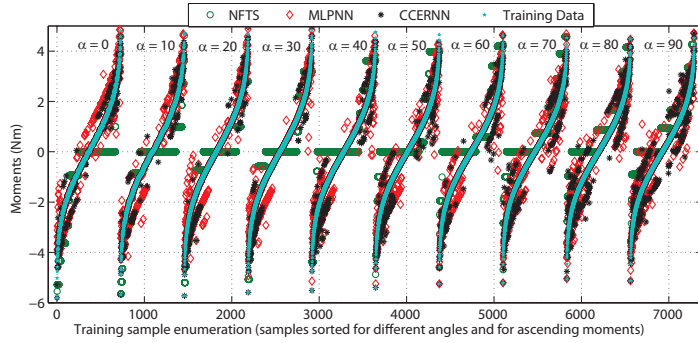 NFTS MLPNN CCERNN Training Data
α = 0 α = 10 α = 20 α = 30 α = 40 α = 50 α = 60 α = 70 α = 80 α = 90
4
2
0
−2
−4
−6
Moments (Nm)
0 1000 2000 3000 4000 5000 6000 7000
Training sample enumeration (samples sorted for different angles and for ascending moments)